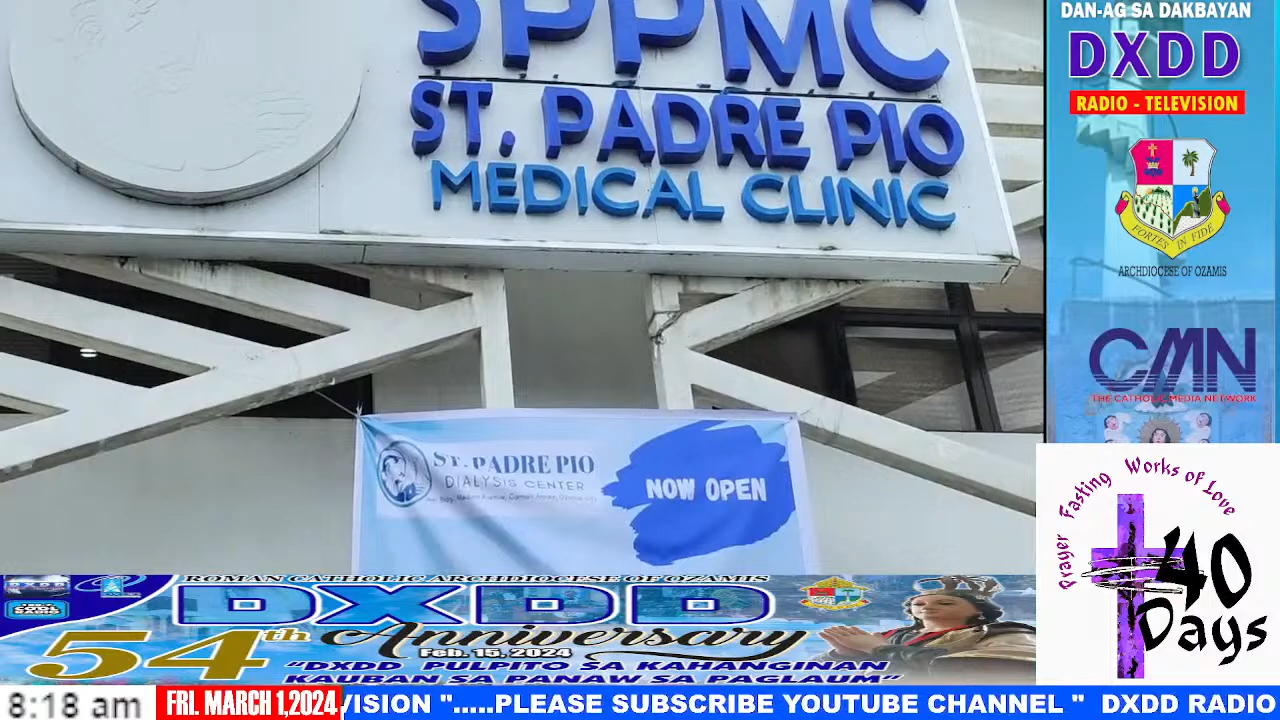 SPPMC
ST. PADRE PIO
MEDICAL CLINIC
ST. PADRE PIO
DIALYSIS CENTER
NOW OPEN
DAN-AG SA DAKBAYAN
DXDD
RADIO - TELEVISION
FORTES IN FIDE
ARCHDIOCESE OF OZAMIS
CMN
THE CATHOLIC MEDIA NETWORK
Prayer Fasting Works of Love
40
Days
ROMAN CATHOLIC ARCHDIOCESE OF OZAMIS
DXDD
54th Anniversary
Feb. 15, 2024
"DXDD PULPITO SA KAHANGINAN
KAUBAN SA PANAW SA PAGLAUM"
8:18 am
FRI. MARCH 1,2024
VISION ".....PLEASE SUBSCRIBE YOUTUBE CHANNEL " DXDD RADIO